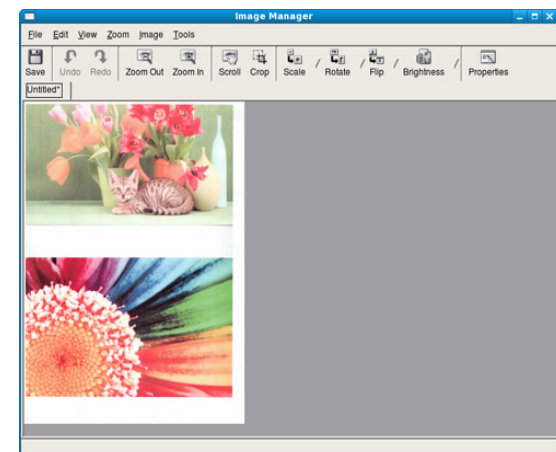 Image Manager
File Edit View Zoom Image Tools
Save Undo Redo Zoom Out Zoom In Scroll Crop Scale / Rotate / Flip / Brightness / Properties
Untitled*